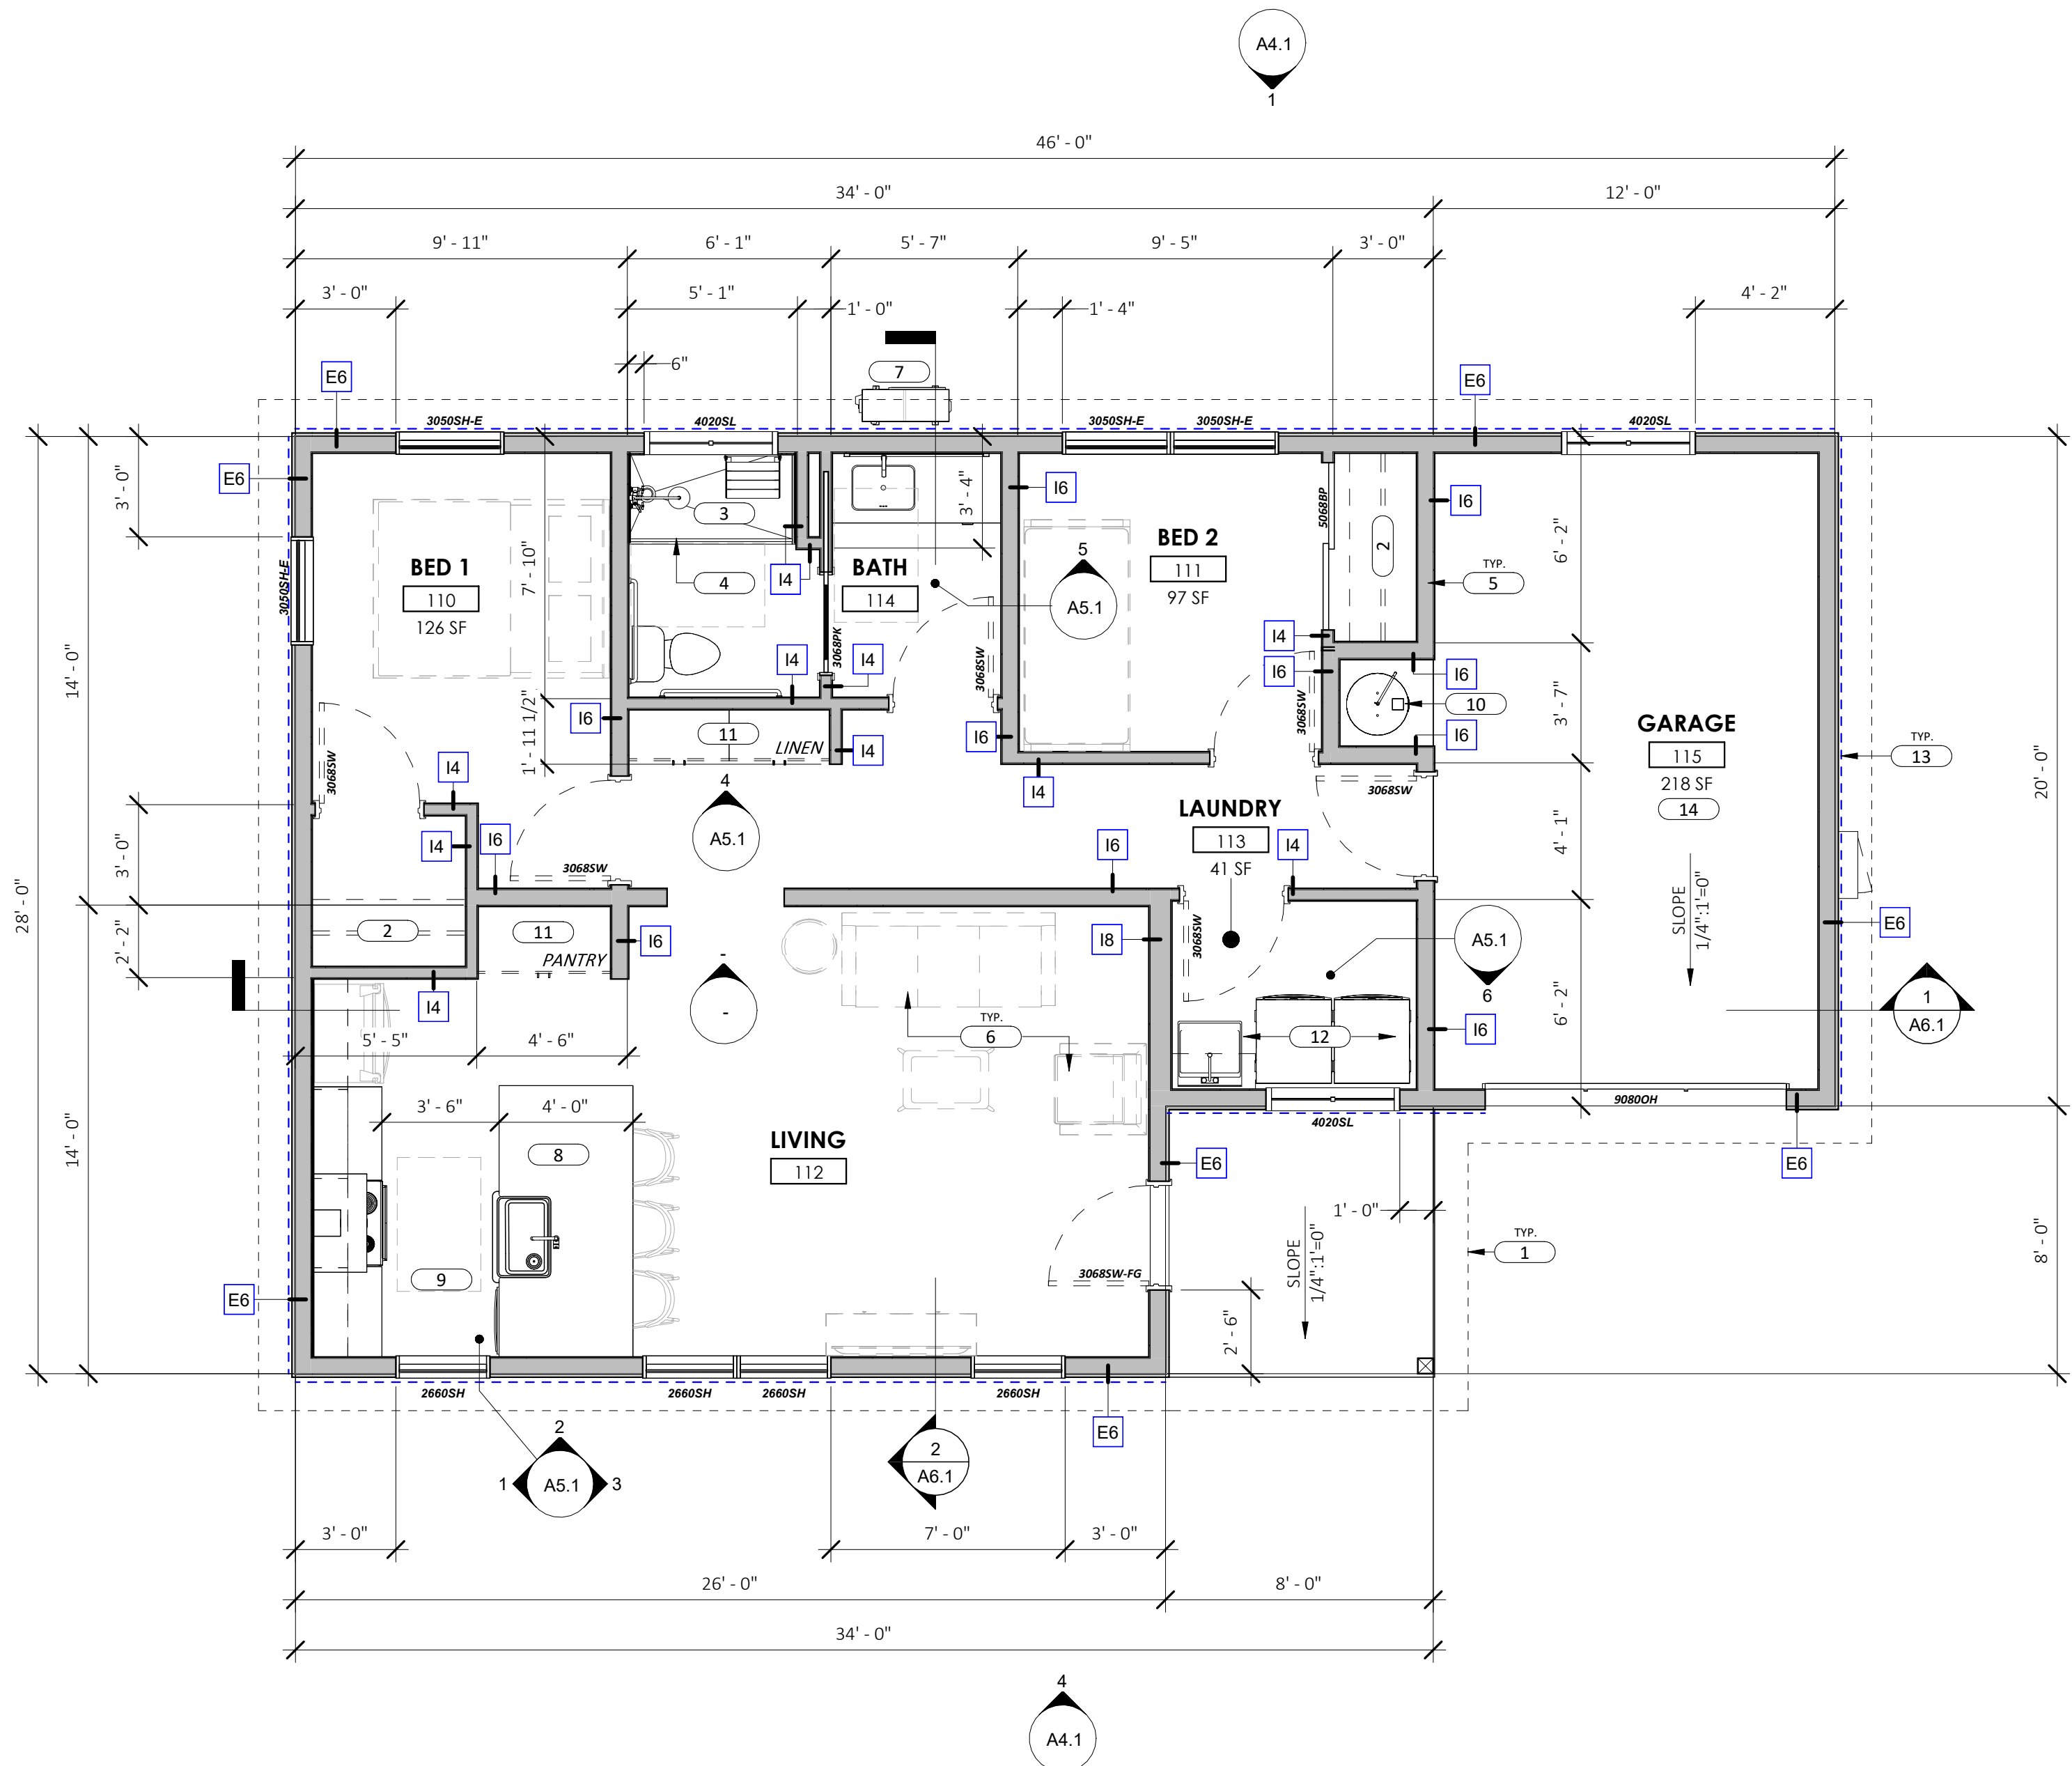 A4.1
1
46' - 0"
34' - 0"
12' - 0"
9' - 11"
6' - 1"
5' - 7"
9' - 5"
3' - 0"
3' - 0"
5' - 1"
1' - 0"
1' - 4"
4' - 2"
6"
7
E6
E6
3050SH-E
4020SL
3050SH-E
3050SH-E
4020SL
E6
3' - 0"
3050SH-E
14' - 0"
28' - 0"
3' - 0"
2' - 2"
14' - 0"
BED 1
110
126 SF
7' - 10"
1' - 11 1/2"
3
4
I4
BATH
114
3' - 4"
3068PK
I4
I4
3068SW
I6
5
A5.1
BED 2
111
97 SF
5068BP
2
I6
TYP.
5
6' - 2"
I4
I6
3068SW
I6
10
3' - 7"
I6
GARAGE
115
218 SF
14
TYP.
13
20' - 0"
I6
11
LINEN
I4
I6
I4
3068SW
I4
4
A5.1
LAUNDRY
113
41 SF
3068SW
4' - 1"
I4
I6
3068SW
I6
I4
SLOPE
1/4":1'=0"
E6
2
11
PANTRY
I6
I8
3068SW
A5.1
6
I4
-
-
TYP.
6
12
I6
6' - 2"
1
A6.1
5' - 5"
4' - 6"
3' - 6"
4' - 0"
8
LIVING
112
9080OH
4020SL
E6
E6
1' - 0"
TYP.
1
8' - 0"
9
E6
3068SW-FG
SLOPE
1/4":1'=0"
2' - 6"
2660SH
2660SH
2660SH
2660SH
E6
2
1
A5.1
3
2
A6.1
3' - 0"
7' - 0"
3' - 0"
26' - 0"
8' - 0"
34' - 0"
4
A4.1